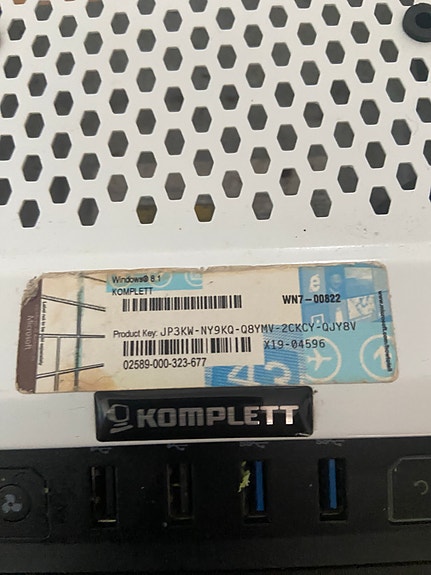 Windows® 8.1
KOMPLETT
WN7-00822
Product Key: JP3KW-NY9KQ-Q8YMV-2CKCY-QJY8V
X19-04596
02589-000-323-677
Microsoft
KOMPLETT